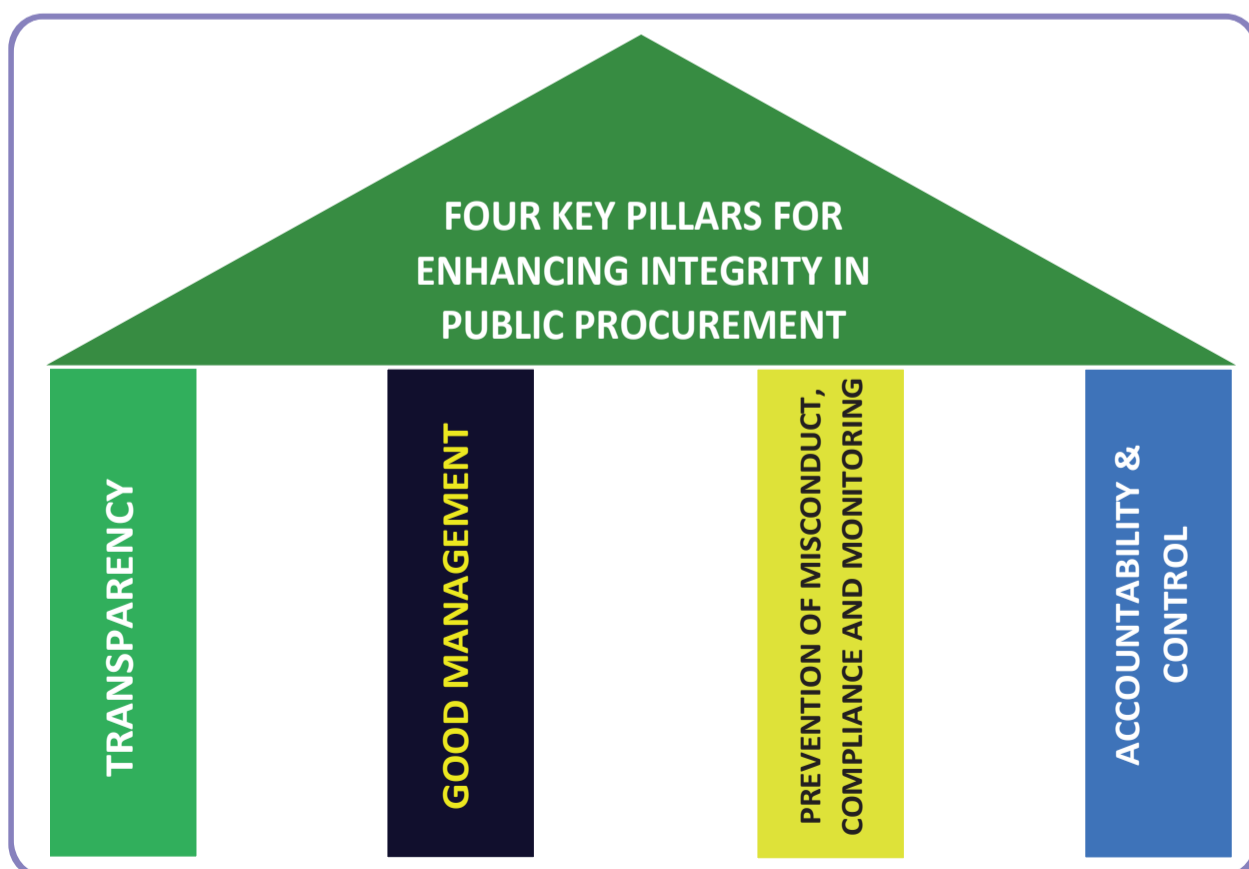 FOUR KEY PILLARS FOR
ENHANCING INTEGRITY IN
PUBLIC PROCUREMENT
TRANSPARENCY
GOOD MANAGEMENT
PREVENTION OF MISCONDUCT,
COMPLIANCE AND MONITORING
ACCOUNTABILITY &
CONTROL